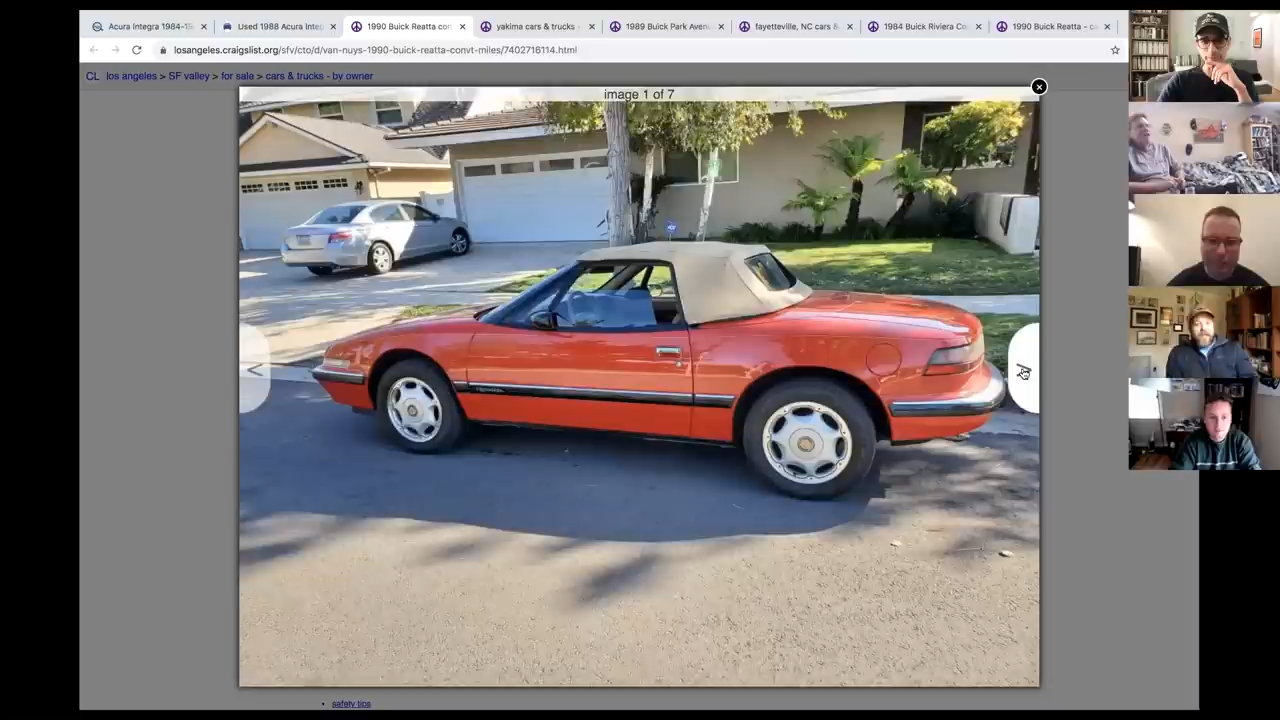 Acura Integra 1984-19
Used 1988 Acura Integ
1990 Buick Reatta con
yakima cars & trucks -
1989 Buick Park Aven
fayetteville, NC cars &
1984 Buick Riviera Co
1990 Buick Reatta - c
losangeles.craigslist.org/sfv/cto/d/van-nuys-1990-buick-reatta-convt-miles/7402716114.html
CL los angeles > SF valley > for sale > cars & trucks - by owner
image 1 of 7
safety tips